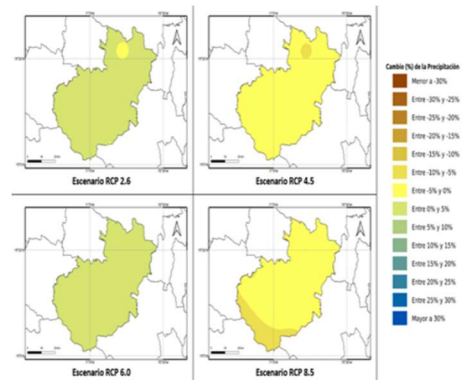 Escenario RCP 2.6
Escenario RCP 4.5
Escenario RCP 6.0
Escenario RCP 8.5
Cambio (%) de la Precipitación
Menor a -30%
Entre -30% y -25%
Entre -25% y -20%
Entre -20% y -15%
Entre -15% y -10%
Entre -10% y -5%
Entre -5% y 0%
Entre 0% y 5%
Entre 5% y 10%
Entre 10% y 15%
Entre 15% y 20%
Entre 20% y 25%
Entre 25% y 30%
Mayor a 30%